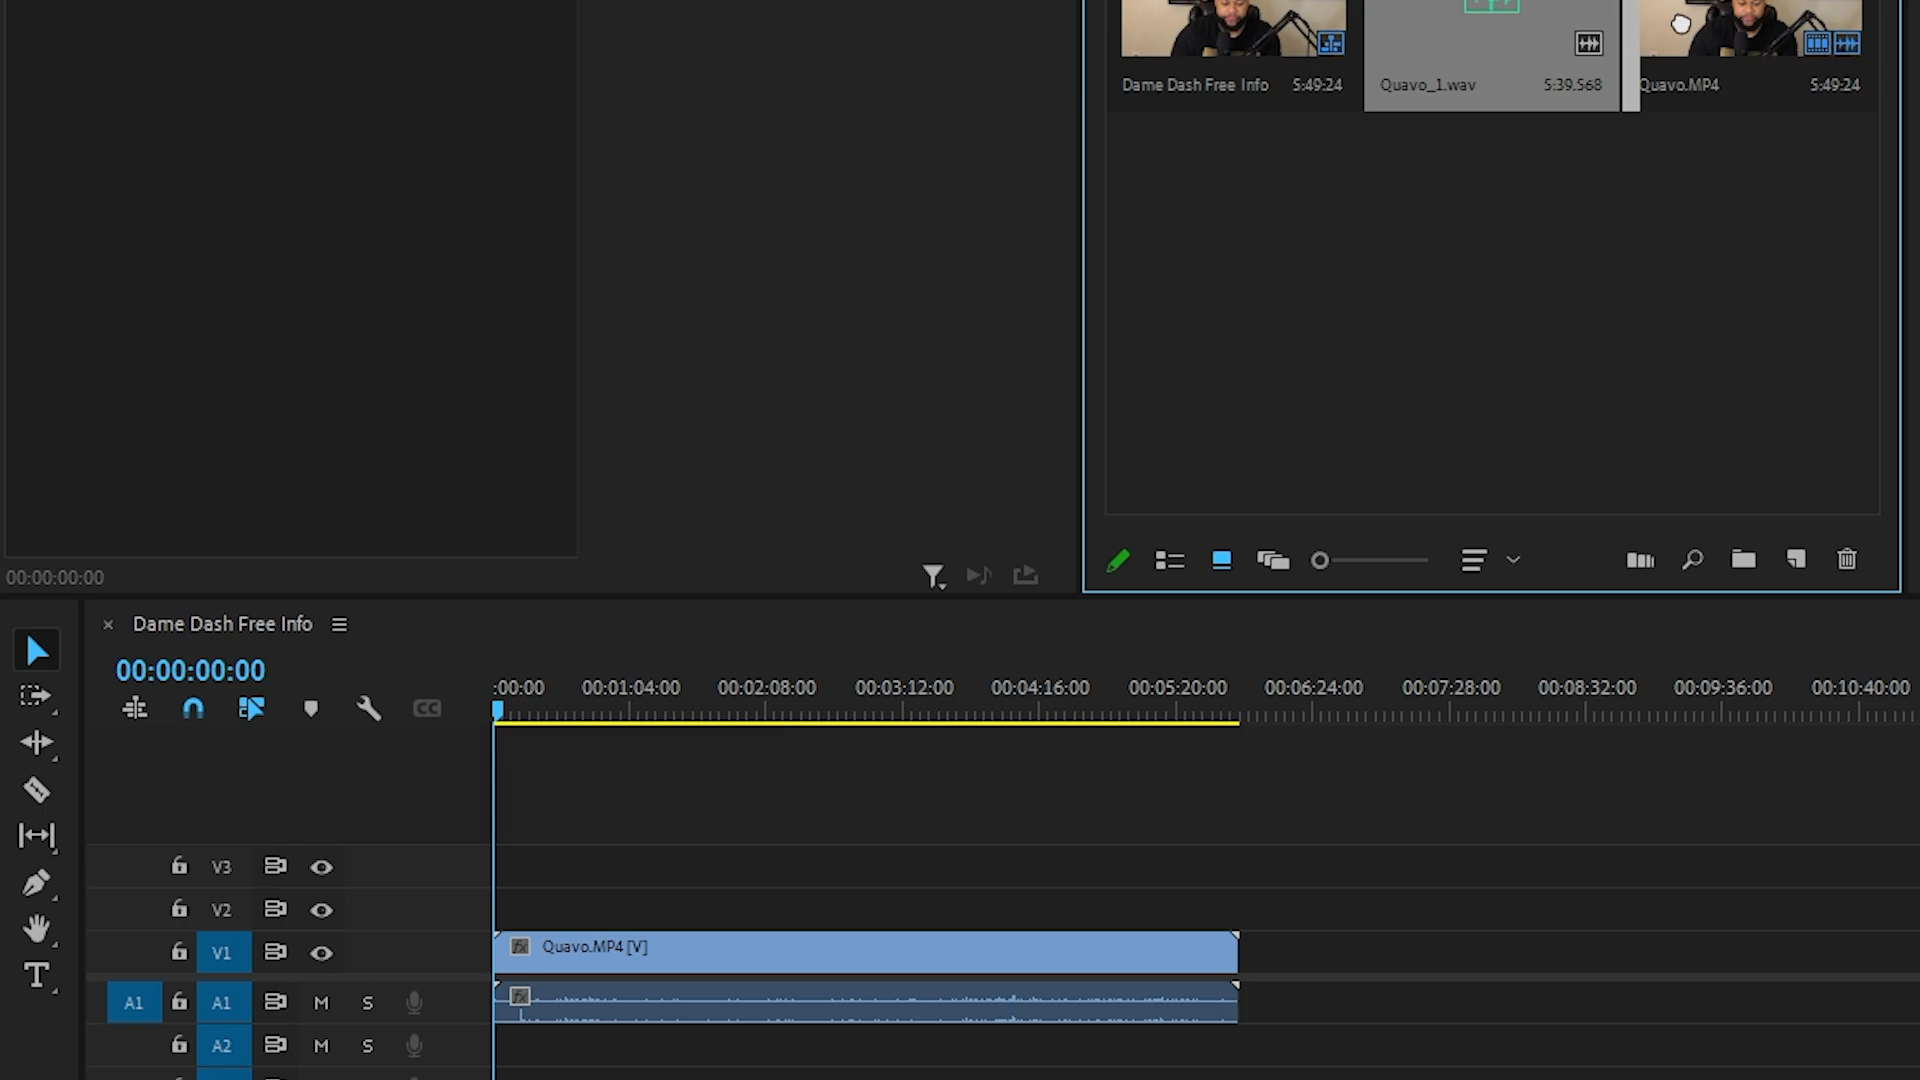 Dame Dash Free Info 5:49:24 Quavo_1.wav 5:39.568 Quavo.MP4 5:49:24
00:00:00:00
× Dame Dash Free Info
00:00:00:00
:00:00 00:01:04:00 00:02:08:00 00:03:12:00 00:04:16:00 00:05:20:00 00:06:24:00 00:07:28:00 00:08:32:00 00:09:36:00 00:10:40:00
CC
V3
V2
V1 fx Quavo.MP4 [V]
A1 A1 M S fx
A2 M S
T